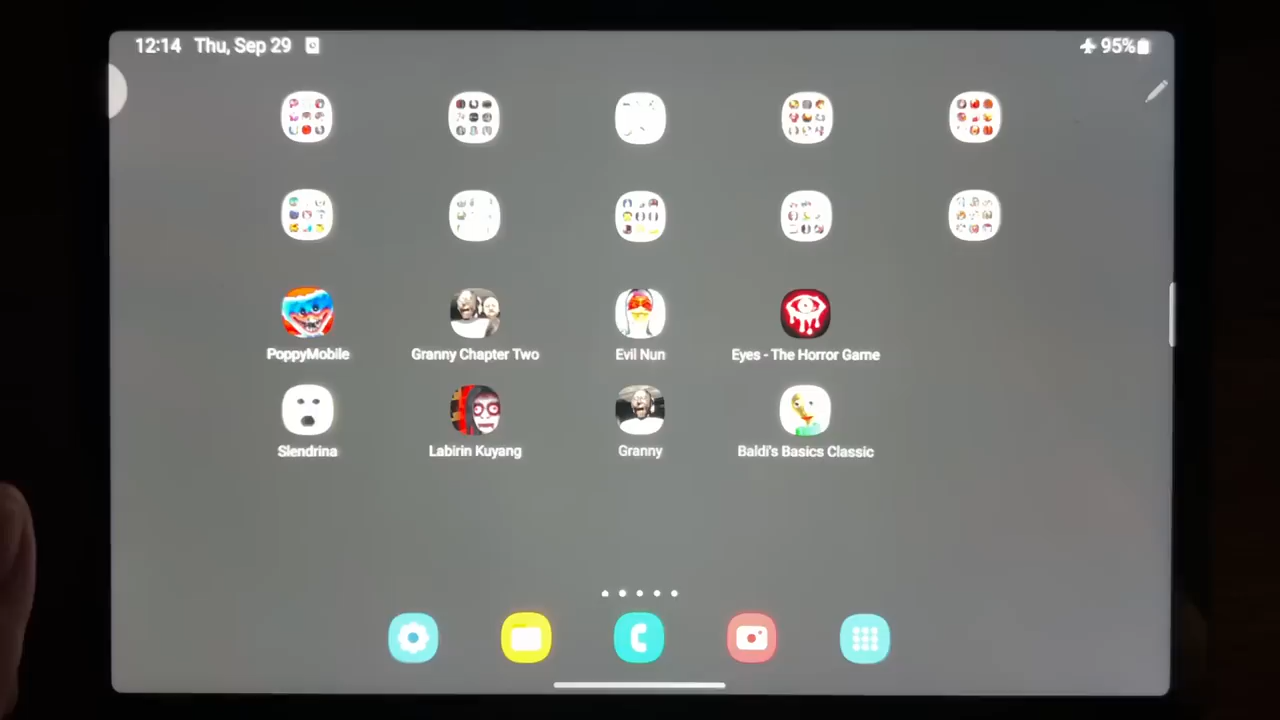 12:14 Thu, Sep 29
95%
PoppyMobile
Granny Chapter Two
Evil Nun
Eyes - The Horror Game
Slendrina
Labirin Kuyang
Granny
Baldi's Basics Classic